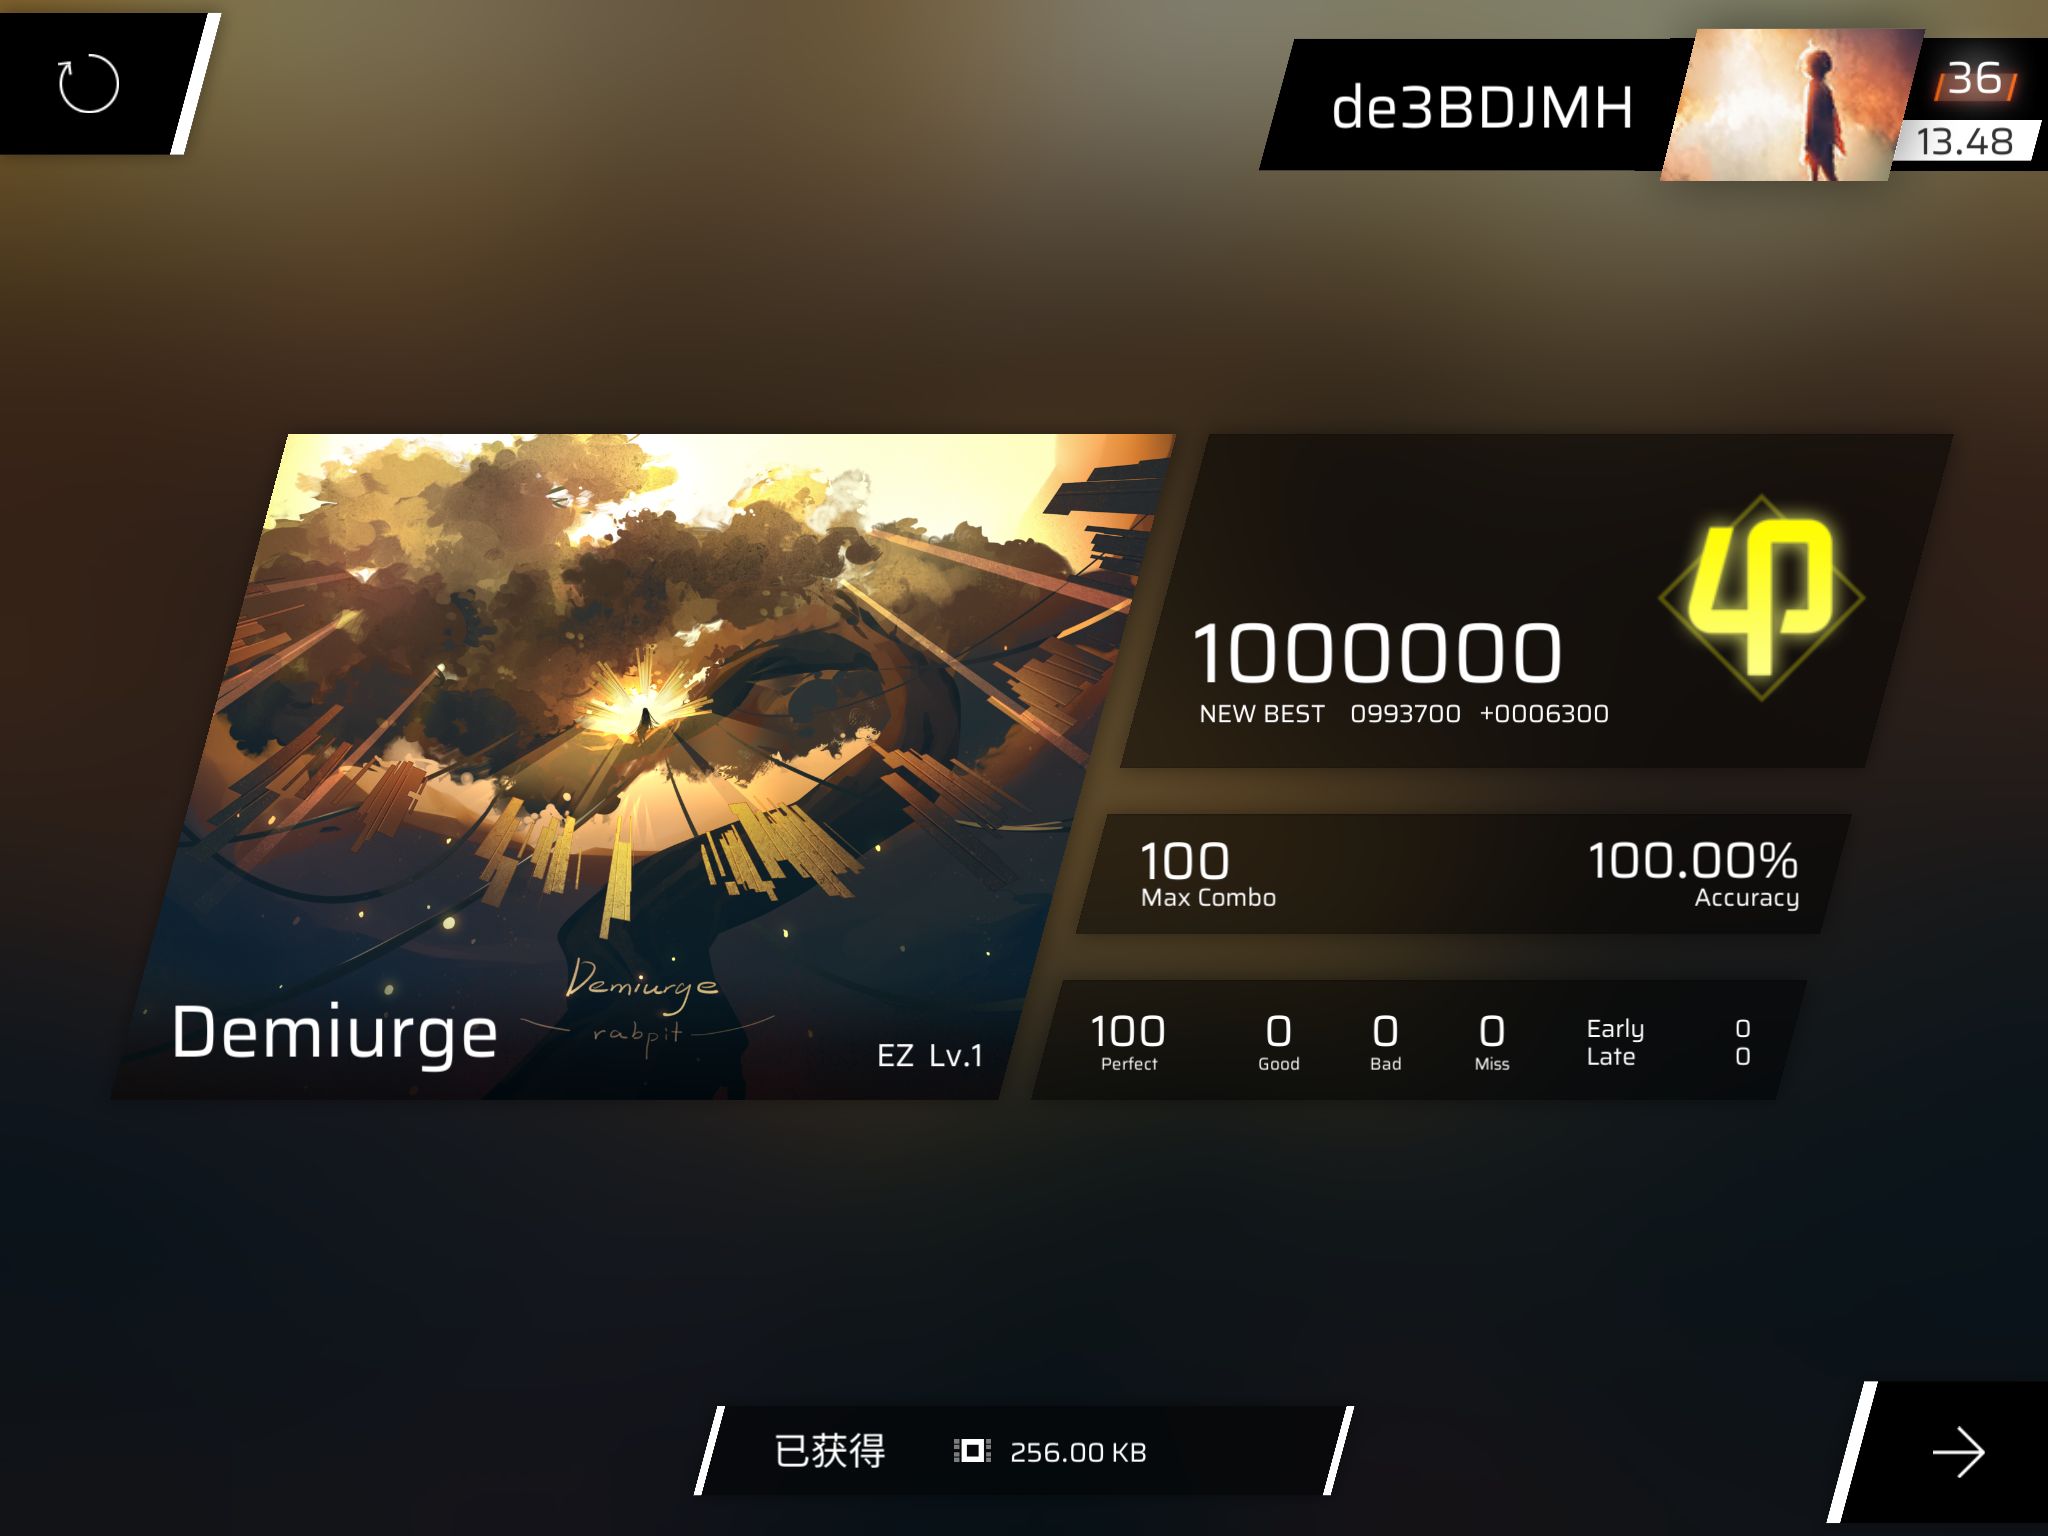 de3BDJMH
36
13.48
1000000
NEW BEST 0993700 +0006300
100
Max Combo
100.00%
Accuracy
Demiurge
rabpit
Demiurge
EZ Lv.1
100
Perfect
0
Good
0
Bad
0
Miss
Early 0
Late 0
已获得 256.00 KB